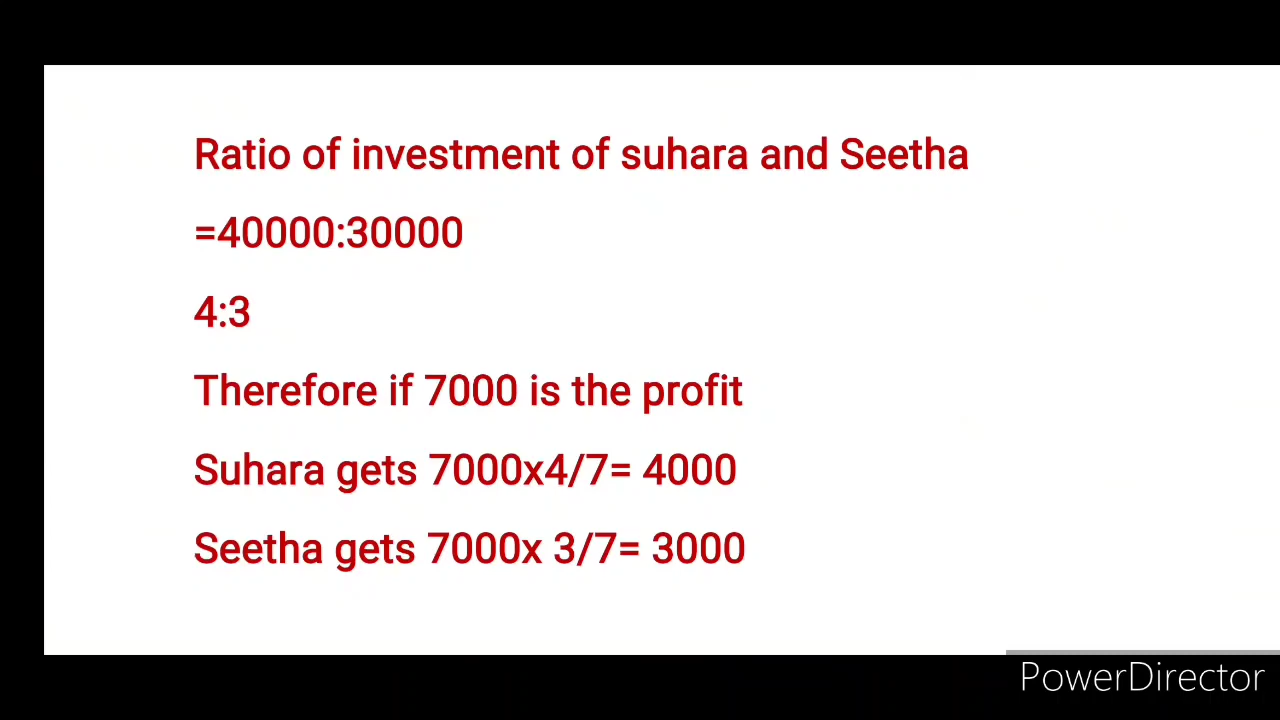 Ratio of investment of suhara and Seetha
=40000:30000
4:3
Therefore if 7000 is the profit
Suhara gets 7000x4/7= 4000
Seetha gets 7000x 3/7= 3000
PowerDirector